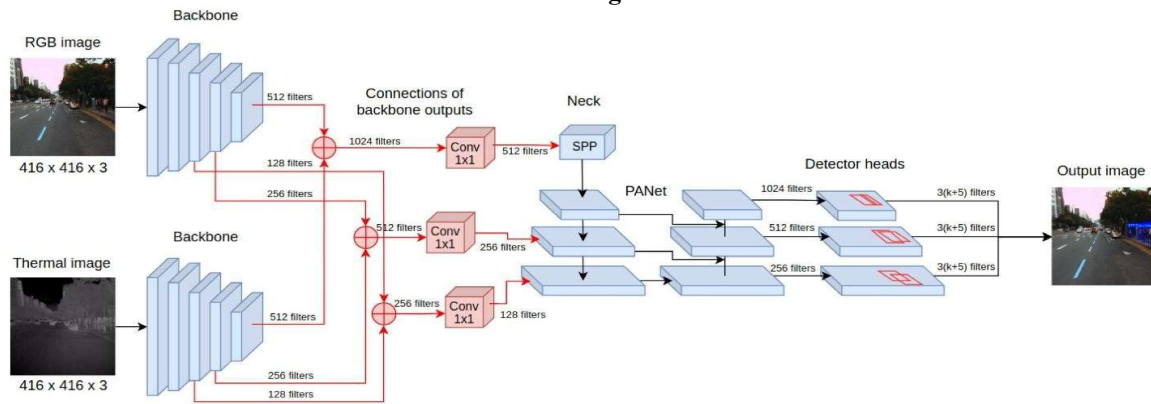 Backbone
RGB image
416 x 416 x 3
512 filters
128 filters
256 filters
Connections of
backbone outputs
1024 filters
Conv
1x1
512 filters
Neck
SPP
PANet
Detector heads
1024 filters
3(k+5) filters
Output image
512 filters
Conv
1x1
256 filters
512 filters
3(k+5) filters
256 filters
Conv
1x1
128 filters
256 filters
3(k+5) filters
Backbone
Thermal image
416 x 416 x 3
512 filters
256 filters
128 filters